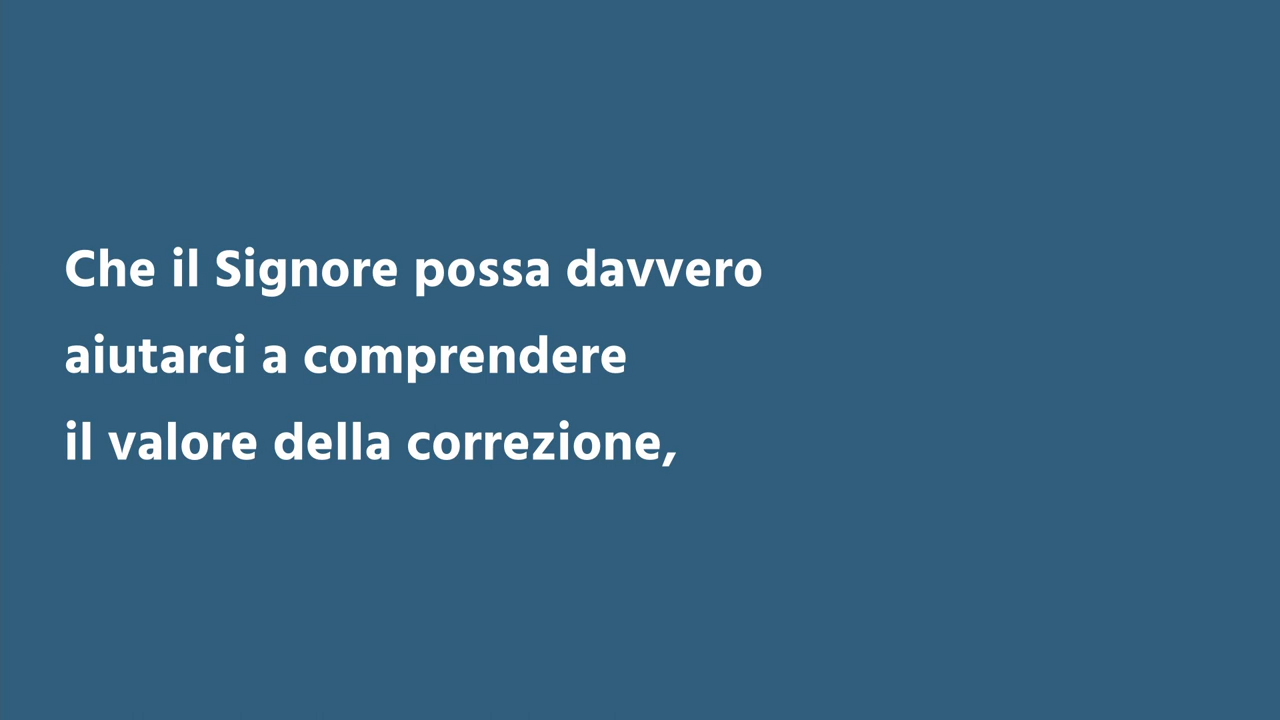 Che il Signore possa davvero
aiutarci a comprendere
il valore della correzione,